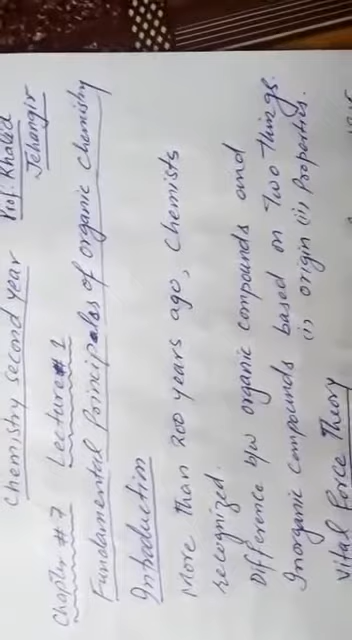 Chemistry second year Prof. Khalid
Jehangir
Chapter #7 Lecture #1
Fundamental Principles of organic chemistry
Introduction
More than 200 years ago, Chemists
recognized.
Difference b/w organic compounds and
Inorganic compounds based on Two Things.
(i) origin (ii) Properties.
Vital Force Theory